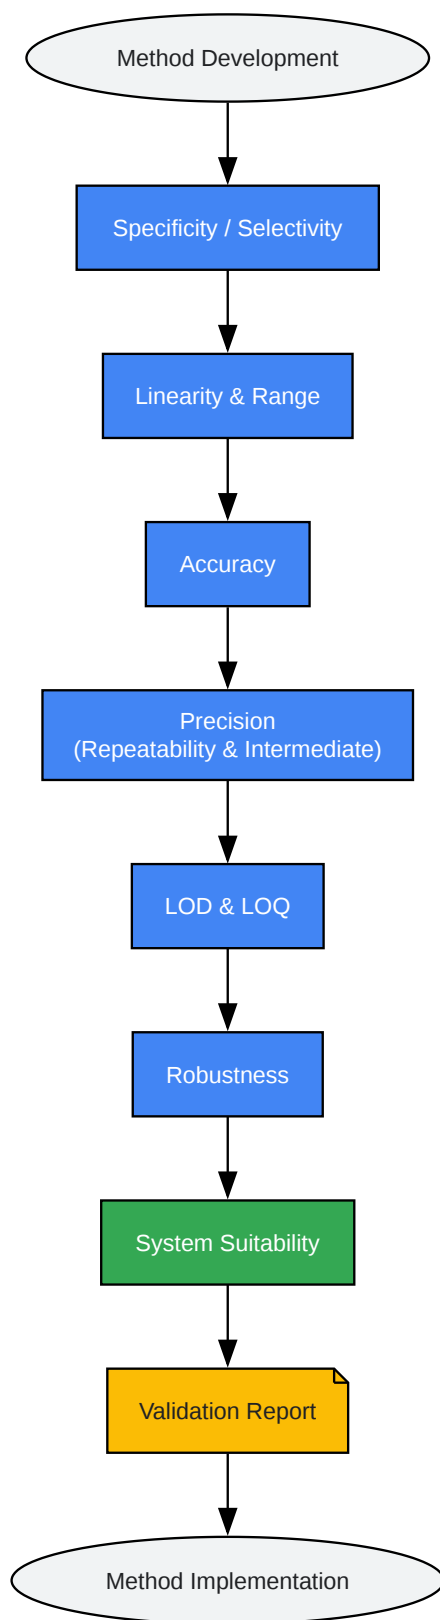 Method Development
Specificity / Selectivity
Linearity & Range
Accuracy
Precision
(Repeatability & Intermediate)
LOD & LOQ
Robustness
System Suitability
Validation Report
Method Implementation